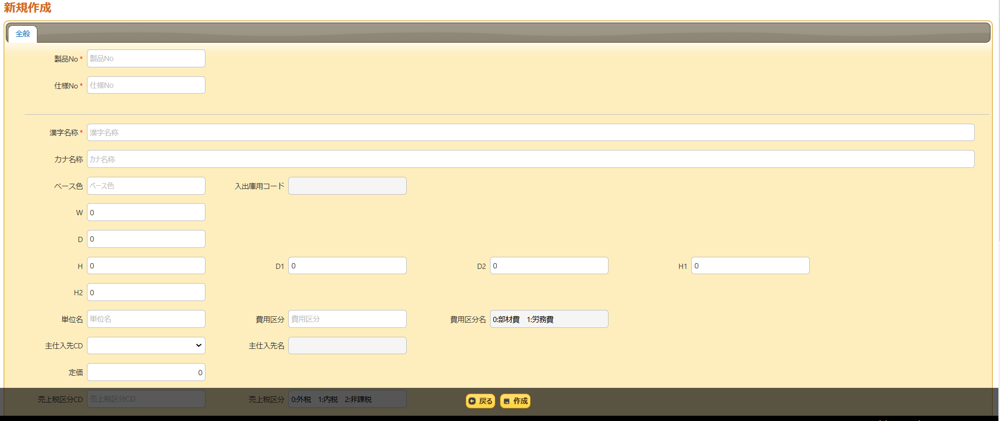 新規作成
全般
製品No * 製品No
仕様No * 仕様No
漢字名称 * 漢字名称
カナ名称 カナ名称
ベース色 ベース色 入出庫用コード
W 0
D 0
H 0 D1 0 D2 0 H1 0
H2 0
単位名 単位名 費用区分 費用区分 費用区分名 0:部材費 1:労務費
主仕入先CD 主仕入先名
定価 0
売上税区分CD 売上税区分CD 売上税区分 0:外税 1:内税 2:非課税
戻る 作成